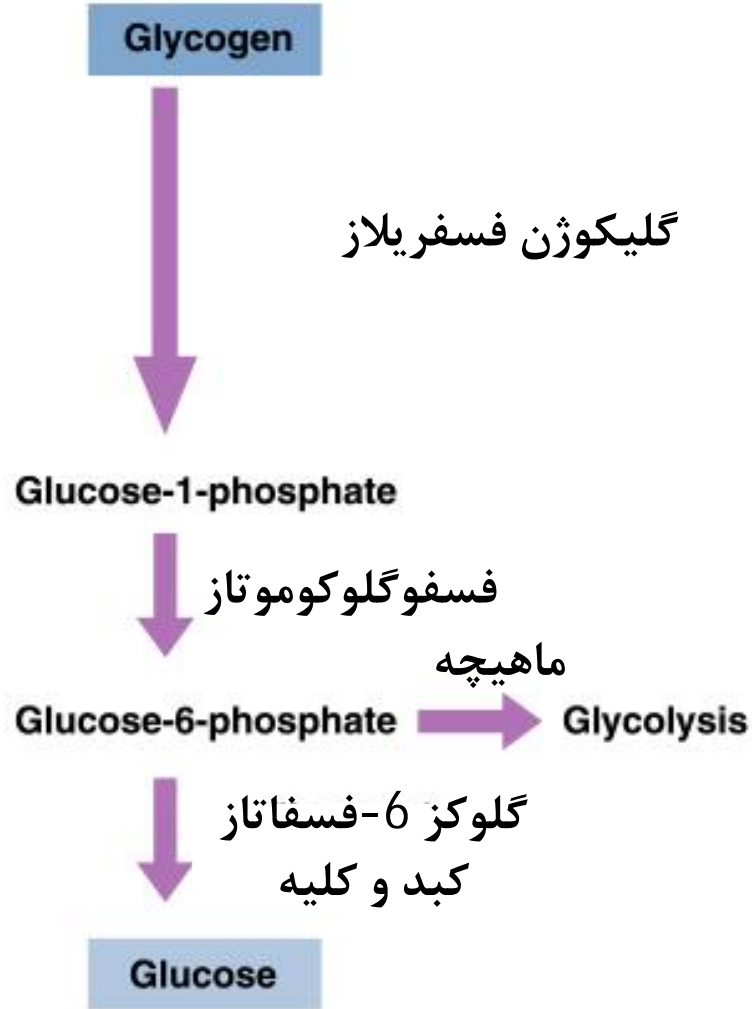 Glycogen
گلیکوژن فسفریلاز
Glucose-1-phosphate
فسفوگلوکوموتاز
ماهیچه
Glucose-6-phosphate
Glycolysis
گلوکز 6-فسفاتاز
کبد و کلیه
Glucose